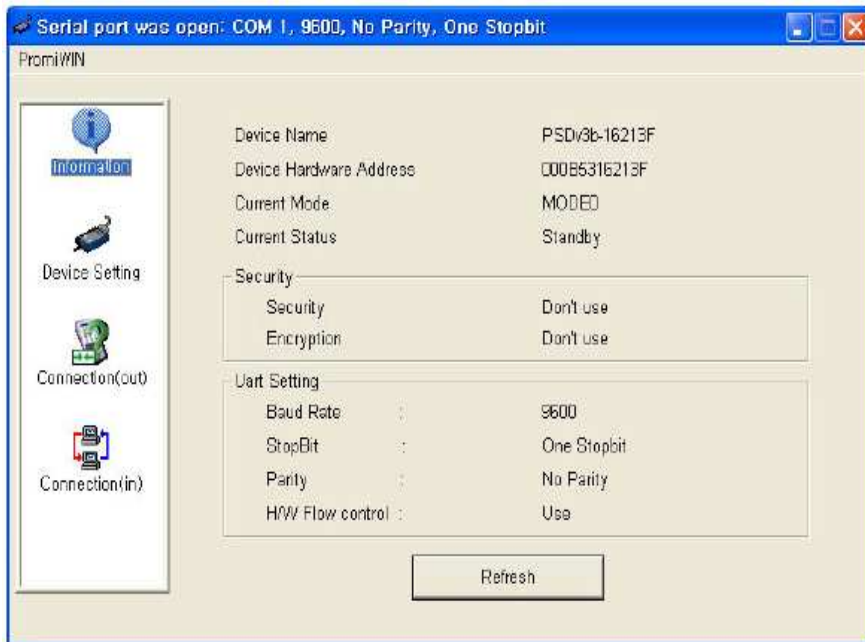 Serial port was open: COM 1, 9600, No Parity, One Stopbit
PromiWIN
Information
Device Setting
Connection(out)
Connection(in)
Device Name PSDv3b-16213F
Device Hardware Address 000B5316213F
Current Mode MODE0
Current Status Standby
Security
Security Don't use
Encryption Don't use
Uart Setting
Baud Rate : 9600
StopBit : One Stopbit
Parity : No Parity
H/W Flow control : Use
Refresh